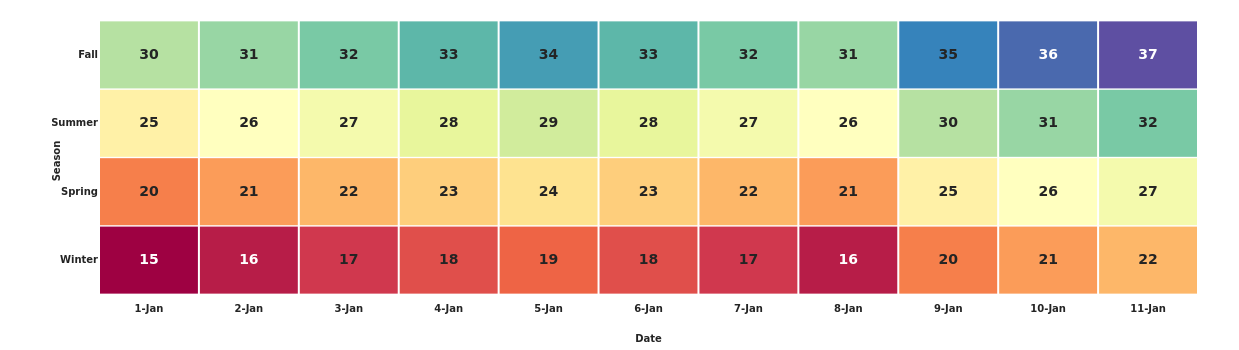 Fall 30 31 32 33 34 33 32 31 35 36 37
Summer 25 26 27 28 29 28 27 26 30 31 32
Season
Spring 20 21 22 23 24 23 22 21 25 26 27
Winter 15 16 17 18 19 18 17 16 20 21 22
1-Jan 2-Jan 3-Jan 4-Jan 5-Jan 6-Jan 7-Jan 8-Jan 9-Jan 10-Jan 11-Jan
Date